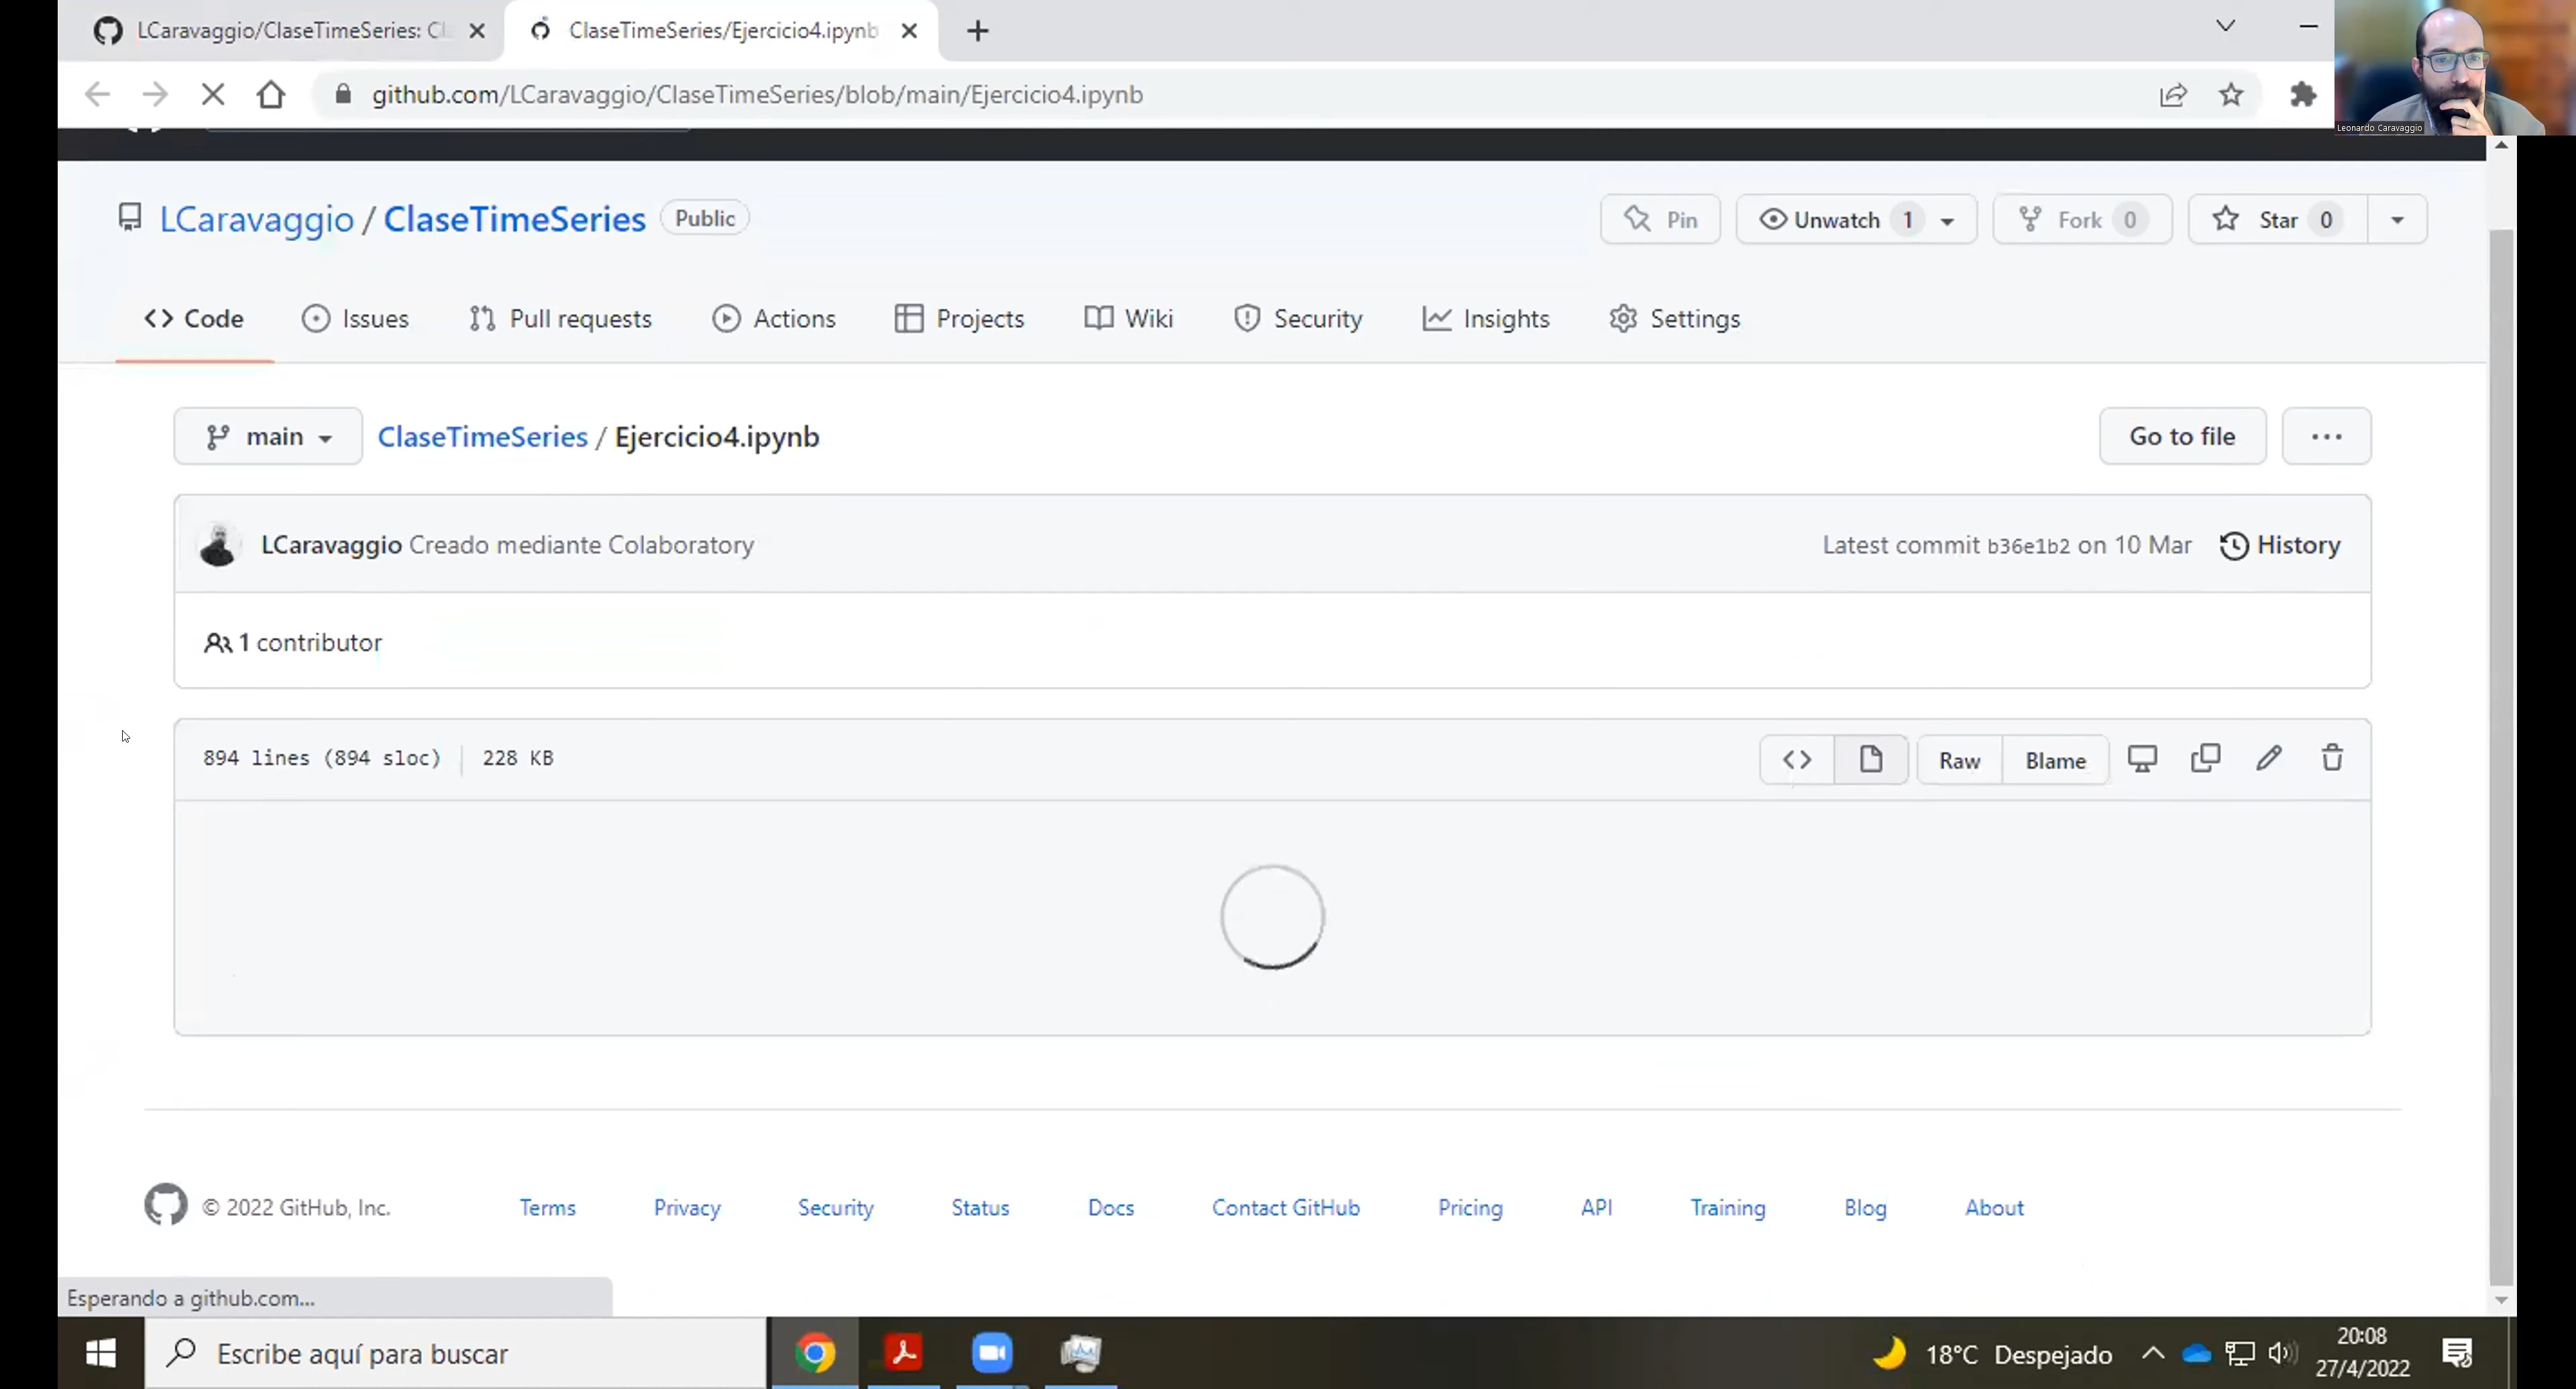 LCaravaggio/ClaseTimeSeries: Cl
ClaseTimeSeries/Ejercicio4.ipynb
github.com/LCaravaggio/ClaseTimeSeries/blob/main/Ejercicio4.ipynb
Leonardo Caravaggio
LCaravaggio / ClaseTimeSeries Public
Pin Unwatch 1 Fork 0 Star 0
Code Issues Pull requests Actions Projects Wiki Security Insights Settings
main ClaseTimeSeries / Ejercicio4.ipynb Go to file ...
LCaravaggio Creado mediante Colaboratory Latest commit b36e1b2 on 10 Mar History
1 contributor
894 lines (894 sloc) 228 KB Raw Blame
© 2022 GitHub, Inc. Terms Privacy Security Status Docs Contact GitHub Pricing API Training Blog About
Esperando a github.com...
Escribe aquí para buscar
18°C Despejado
20:08
27/4/2022